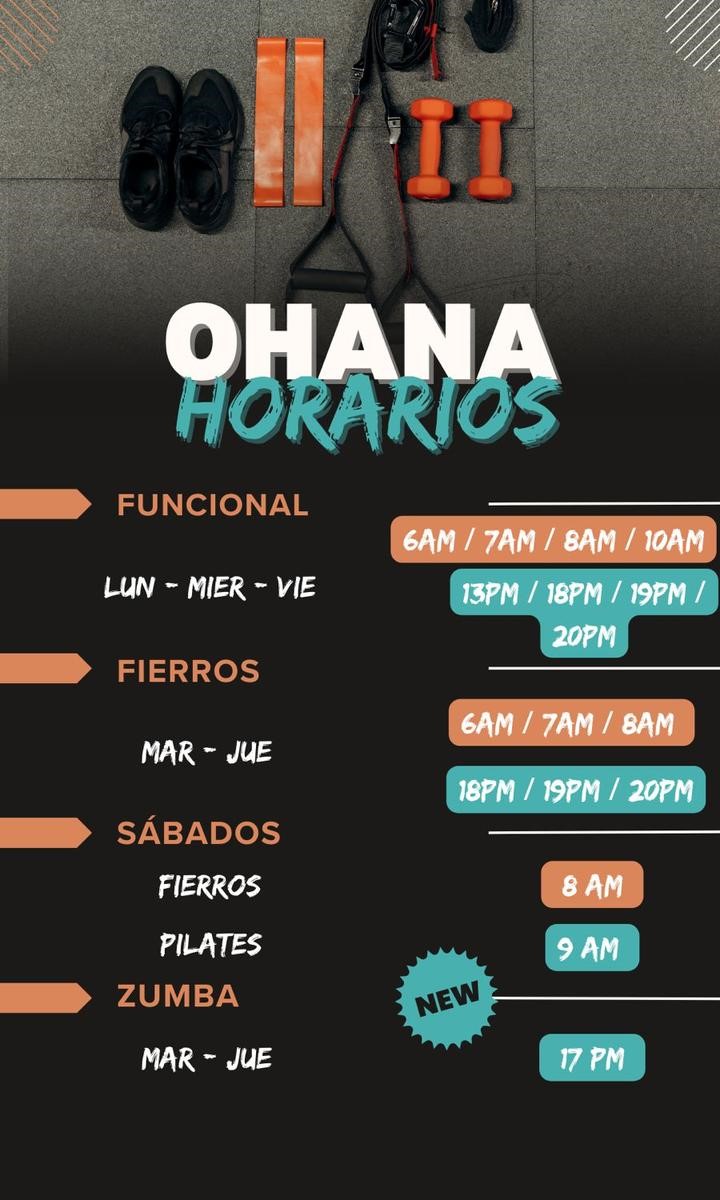 OHANA
HORARIOS
FUNCIONAL
6AM / 7AM / 8AM / 10AM
LUN - MIER - VIE
13PM / 18PM / 19PM /
20PM
FIERROS
6AM / 7AM / 8AM
MAR - JUE
18PM / 19PM / 20PM
SÁBADOS
FIERROS
8 AM
PILATES
9 AM
ZUMBA
NEW
MAR - JUE
17 PM